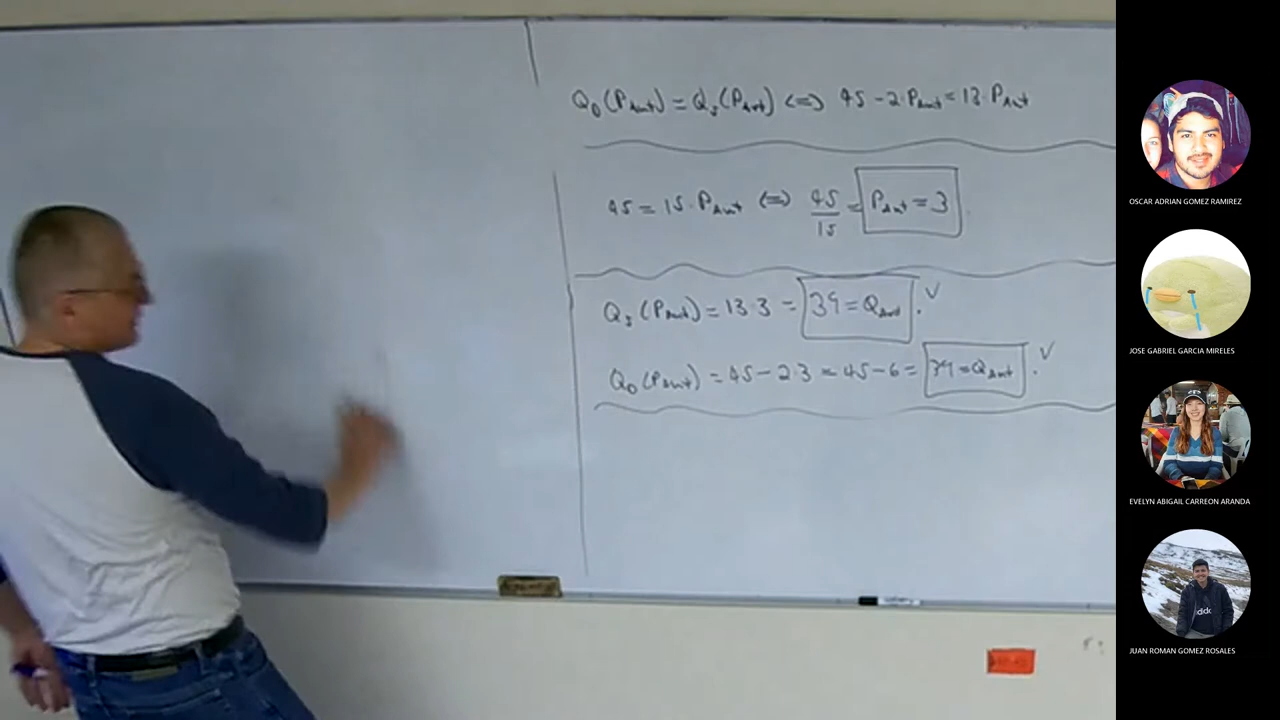 Q_D(P_Ant) = Q_s(P_Ant) <=> 45 - 2·P_Ant = 13·P_Ant
45 = 15·P_Ant <=> 45/15 = P_Ant = 3
Q_s(P_Ant) = 13·3 = 39 = Q_Ant. ✓
Q_D(P_Ant) = 45 - 2·3 = 45 - 6 = 39 = Q_Ant. ✓
OSCAR ADRIAN GOMEZ RAMIREZ
JOSE GABRIEL GARCIA MIRELES
EVELYN ABIGAIL CARREON ARANDA
JUAN ROMAN GOMEZ ROSALES